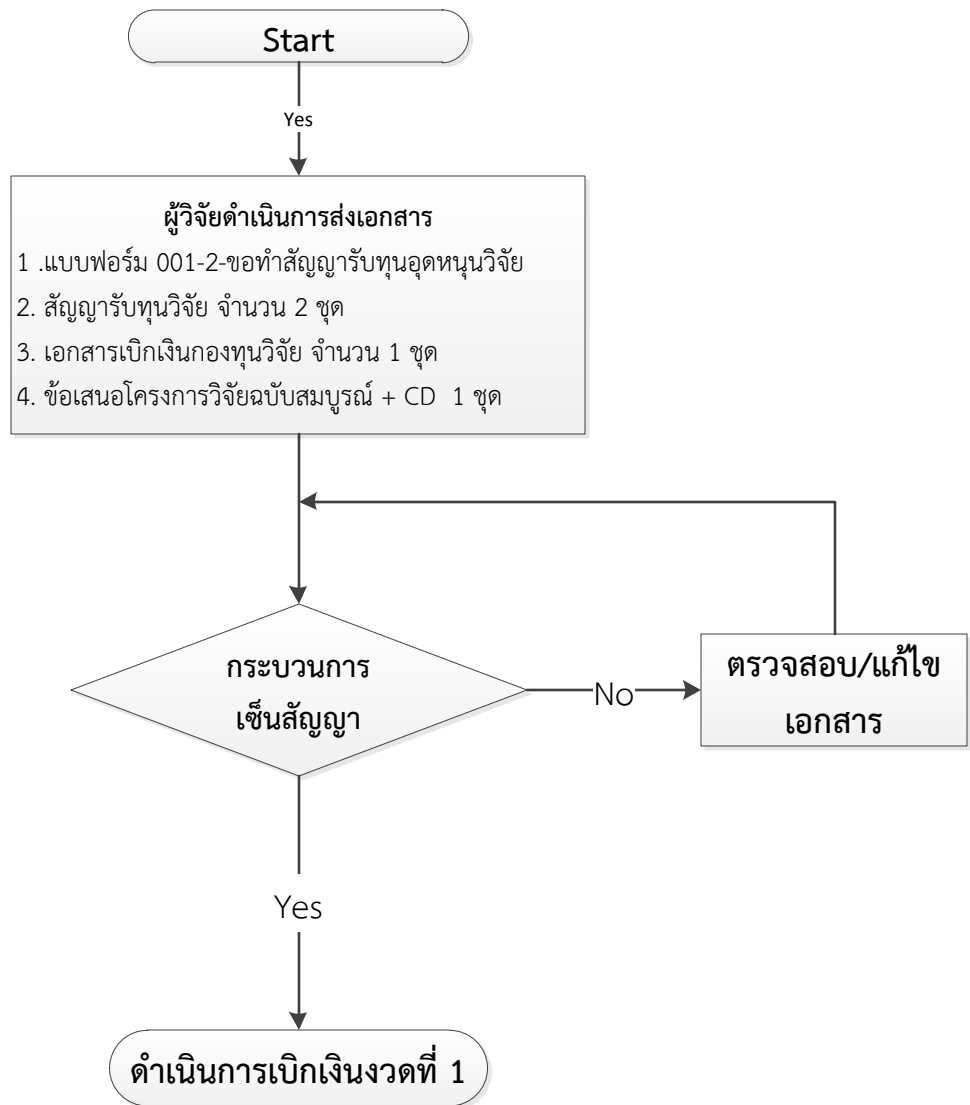 Start
Yes
ผู้วิจัยดำเนินการส่งเอกสาร
1 .แบบฟอร์ม 001-2-ขอทำสัญญารับทุนอุดหนุนวิจัย
2. สัญญารับทุนวิจัย จำนวน 2 ชุด
3. เอกสารเบิกเงินกองทุนวิจัย จำนวน 1 ชุด
4. ข้อเสนอโครงการวิจัยฉบับสมบูรณ์ + CD  1 ชุด
กระบวนการ
เซ็นสัญญา
No
ตรวจสอบ/แก้ไข
เอกสาร
Yes
ดำเนินการเบิกเงินงวดที่ 1